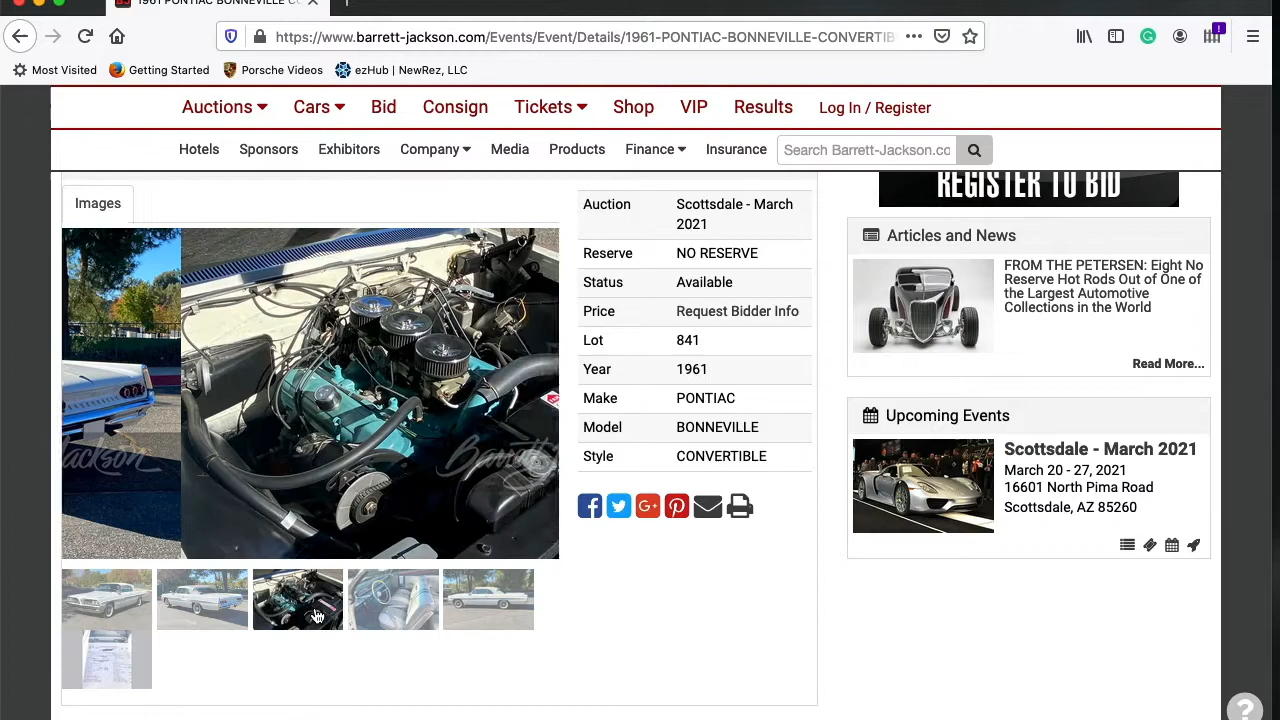 1961 PONTIAC BONNEVILLE CO
https://www.barrett-jackson.com/Events/Event/Details/1961-PONTIAC-BONNEVILLE-CONVERTIB
Most Visited
Getting Started
Porsche Videos
ezHub | NewRez, LLC
Auctions
Cars
Bid
Consign
Tickets
Shop
VIP
Results
Log In / Register
Hotels
Sponsors
Exhibitors
Company
Media
Products
Finance
Insurance
Search Barrett-Jackson.co
Images
Jackson
Barrett
Auction Scottsdale - March
2021
Reserve NO RESERVE
Status Available
Price Request Bidder Info
Lot 841
Year 1961
Make PONTIAC
Model BONNEVILLE
Style CONVERTIBLE
REGISTER TO BID
Articles and News
FROM THE PETERSEN: Eight No
Reserve Hot Rods Out of One of
the Largest Automotive
Collections in the World
Read More...
Upcoming Events
Scottsdale - March 2021
March 20 - 27, 2021
16601 North Pima Road
Scottsdale, AZ 85260